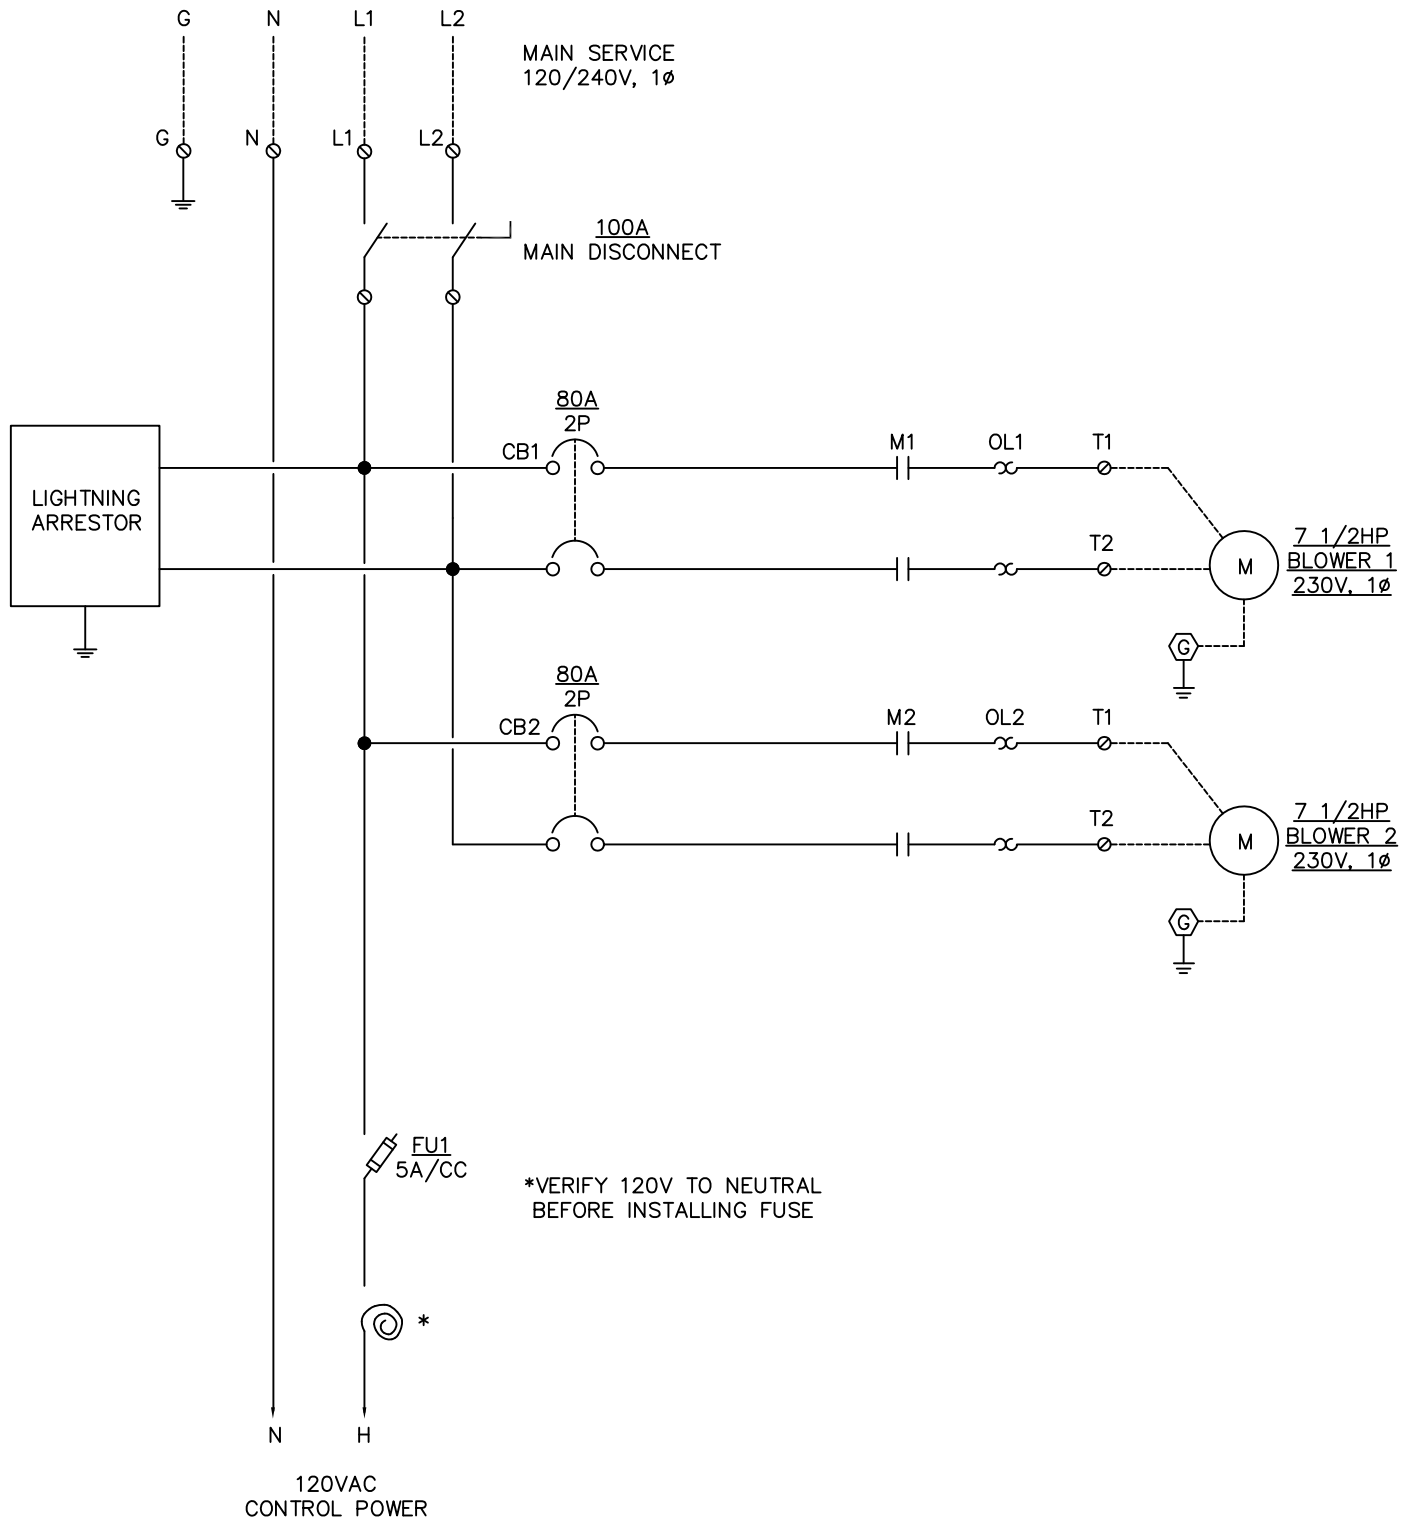 G N L1 L2
MAIN SERVICE
120/240V, 1ø
G N L1 L2
100A
MAIN DISCONNECT
80A
2P
CB1 M1 OL1 T1
LIGHTNING
ARRESTOR
T2
7 1/2HP
BLOWER 1
230V, 1ø
M
G
80A
2P
CB2 M2 OL2 T1
T2
7 1/2HP
BLOWER 2
230V, 1ø
M
G
FU1
5A/CC
*VERIFY 120V TO NEUTRAL
BEFORE INSTALLING FUSE
*
N H
120VAC
CONTROL POWER